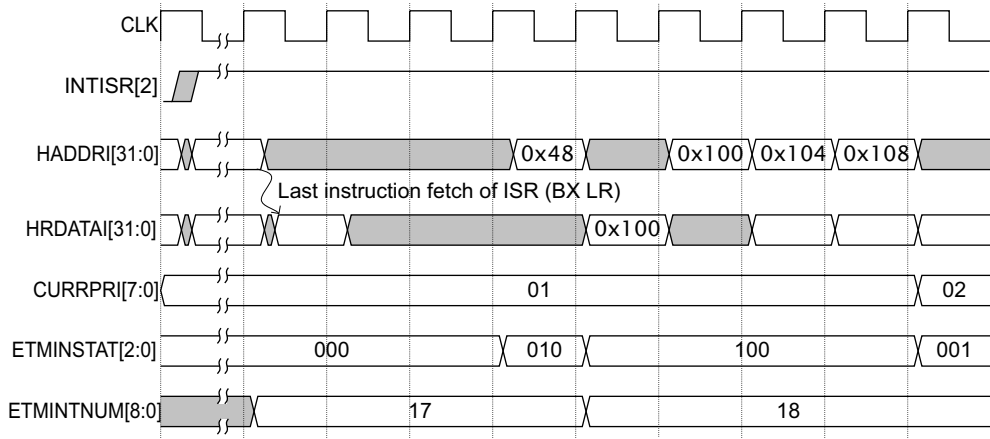 CLK
INTISR[2]
HADDRI[31:0] 0x48 0x100 0x104 0x108
Last instruction fetch of ISR (BX LR)
HRDATAI[31:0] 0x100
CURRPRI[7:0] 01 02
ETMINSTAT[2:0] 000 010 100 001
ETMINTNUM[8:0] 17 18